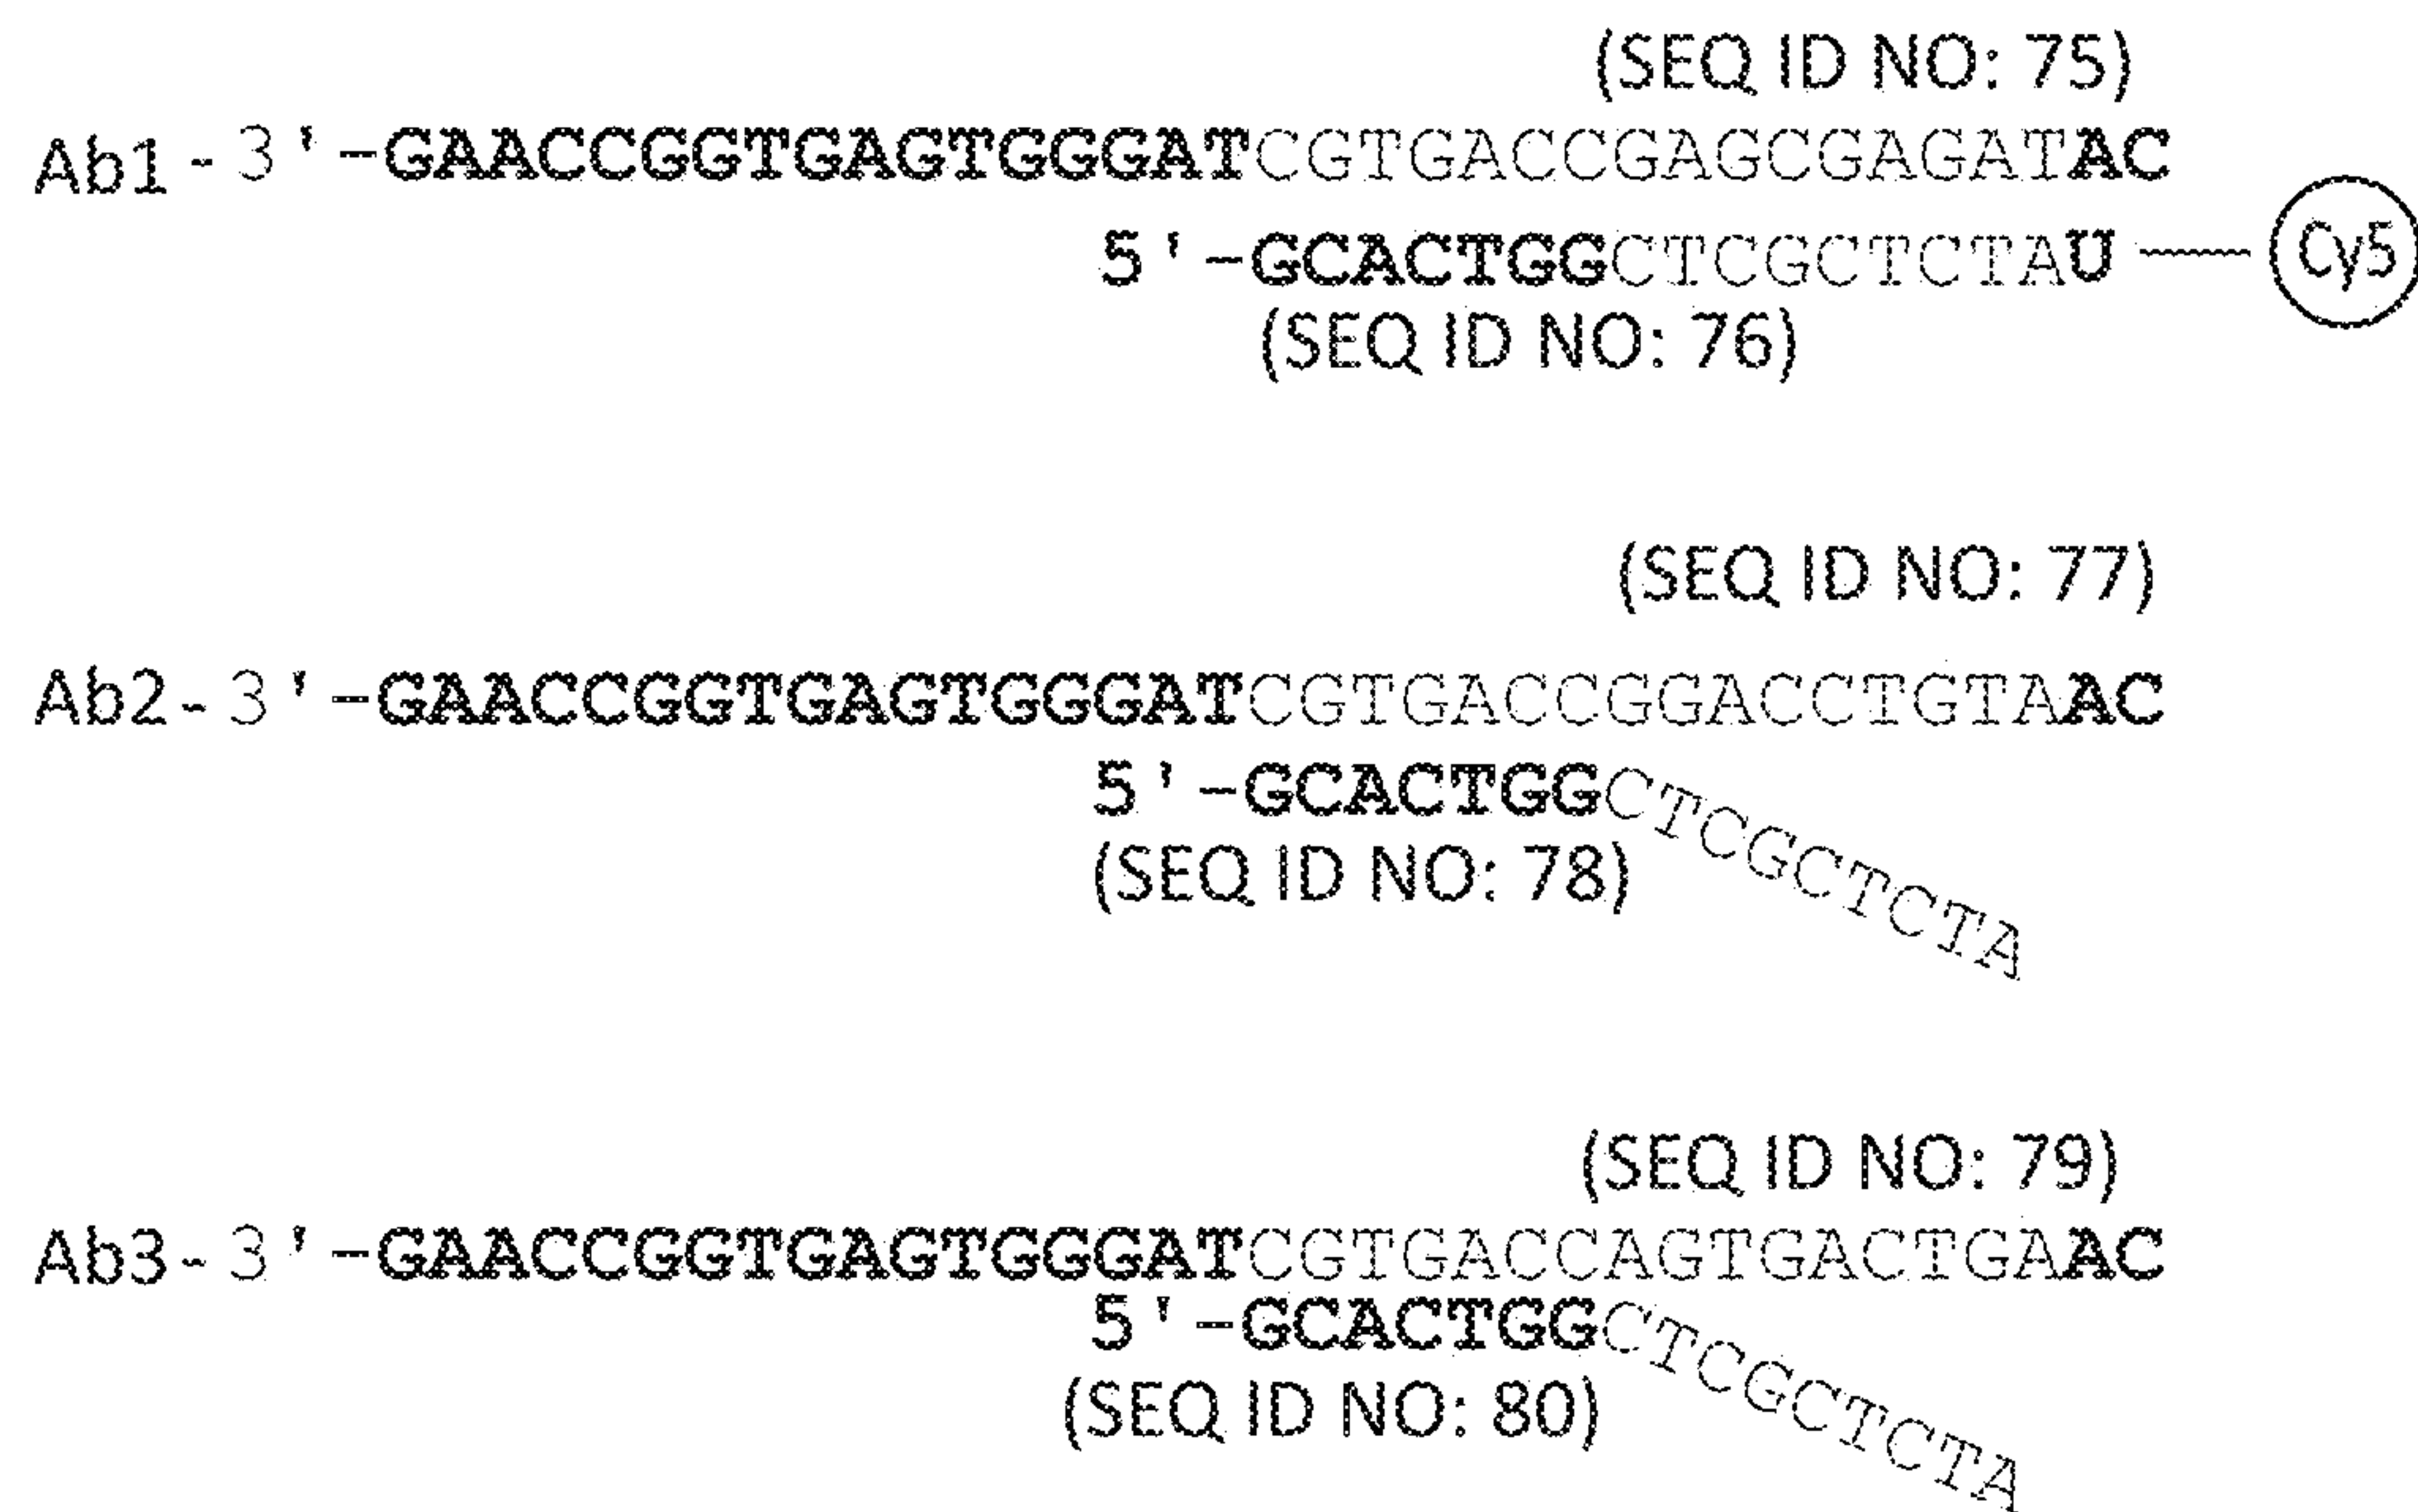 (SEQ ID NO: 75)
Ab1-3'-GAACCGGTGAGTGGGATCGTGACCGAGCGAGATAC
5'-GCACTGGCTCGCTCTAU Cy5
(SEQ ID NO: 76)
(SEQ ID NO: 77)
Ab2-3'-GAACCGGTGAGTGGGATCGTGACCGGACCTGTAAC
5'-GCACTGGCTCGCTCTA
(SEQ ID NO: 78)
(SEQ ID NO: 79)
Ab3-3'-GAACCGGTGAGTGGGATCGTGACCAGTGACTGAAC
5'-GCACTGGCTCGCTCTA
(SEQ ID NO: 80)